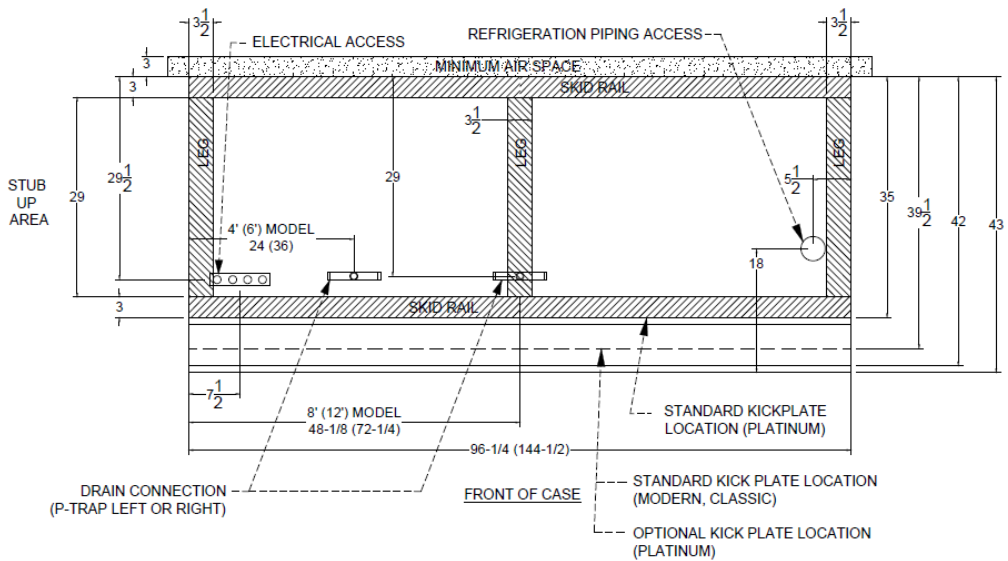 3 1/2
3 1/2
ELECTRICAL ACCESS
REFRIGERATION PIPING ACCESS
3
MINIMUM AIR SPACE
3
SKID RAIL
3 1/2
LEG
LEG
LEG
STUB
UP
AREA
29
29 1/2
29
5 1/2
35
39 1/2
42
43
4' (6') MODEL
24 (36)
18
3
SKID RAIL
7 1/2
8' (12') MODEL
48-1/8 (72-1/4)
STANDARD KICKPLATE
LOCATION (PLATINUM)
96-1/4 (144-1/2)
DRAIN CONNECTION
(P-TRAP LEFT OR RIGHT)
FRONT OF CASE
STANDARD KICK PLATE LOCATION
(MODERN, CLASSIC)
OPTIONAL KICK PLATE LOCATION
(PLATINUM)